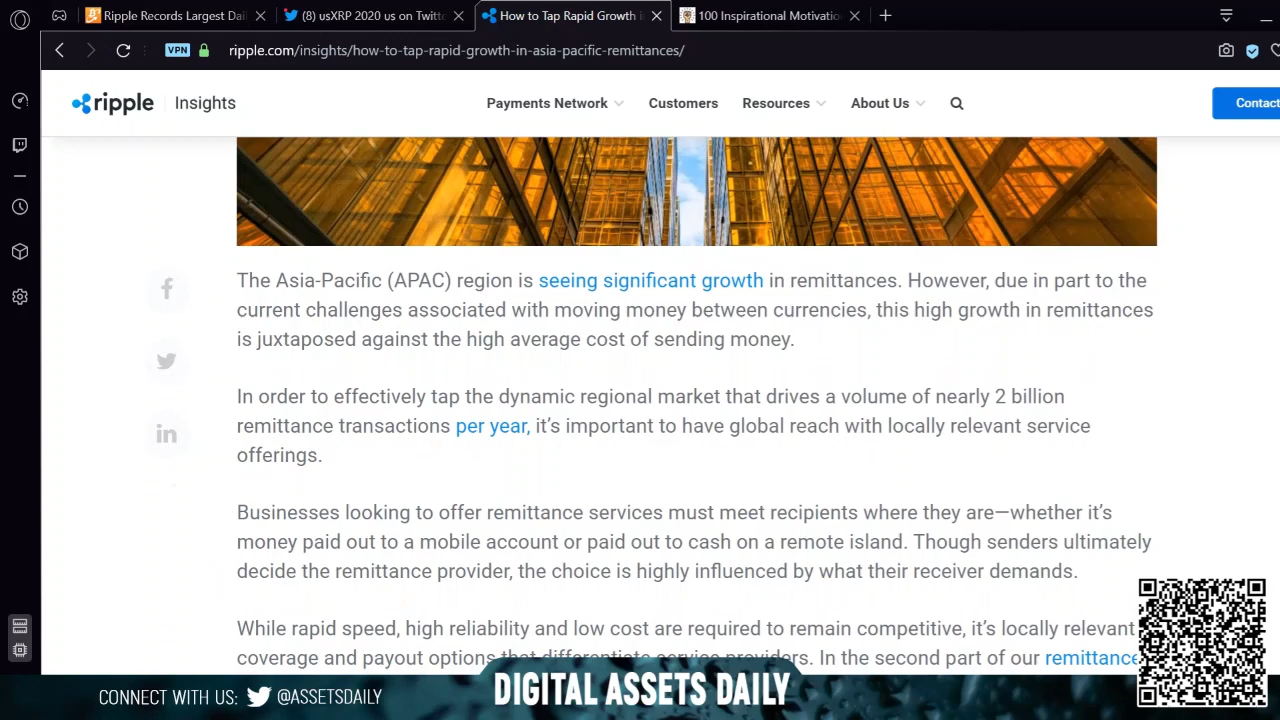 Ripple Records Largest Dai
(8) usXRP 2020 us on Twitt
How to Tap Rapid Growth i
100 Inspirational Motivatio
VPN
ripple.com/insights/how-to-tap-rapid-growth-in-asia-pacific-remittances/
ripple Insights
Payments Network
Customers
Resources
About Us
Contact
The Asia-Pacific (APAC) region is seeing significant growth in remittances. However, due in part to the
current challenges associated with moving money between currencies, this high growth in remittances
is juxtaposed against the high average cost of sending money.
In order to effectively tap the dynamic regional market that drives a volume of nearly 2 billion
remittance transactions per year, it’s important to have global reach with locally relevant service
offerings.
Businesses looking to offer remittance services must meet recipients where they are—whether it’s
money paid out to a mobile account or paid out to cash on a remote island. Though senders ultimately
decide the remittance provider, the choice is highly influenced by what their receiver demands.
While rapid speed, high reliability and low cost are required to remain competitive, it’s locally relevant
coverage and payout options that differentiate service providers. In the second part of our remittance
CONNECT WITH US: @ASSETSDAILY
DIGITAL ASSETS DAILY